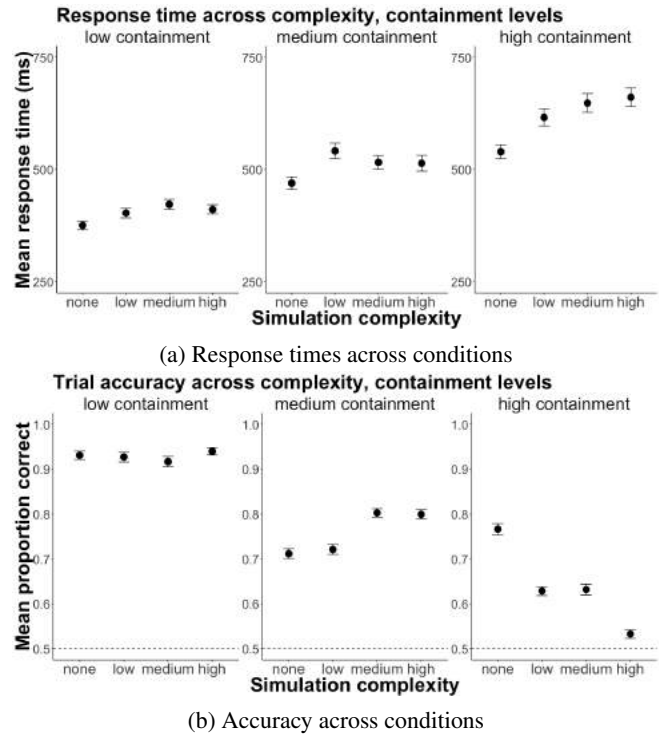 Response time across complexity, containment levels
low containment medium containment high containment
Mean response time (ms)
750 750 750
500 500 500
250 250 250
none low medium high none low medium high none low medium high
Simulation complexity
(a) Response times across conditions
Trial accuracy across complexity, containment levels
low containment medium containment high containment
Mean proportion correct
1.0 1.0 1.0
0.9 0.9 0.9
0.8 0.8 0.8
0.7 0.7 0.7
0.6 0.6 0.6
0.5 0.5 0.5
none low medium high none low medium high none low medium high
Simulation complexity
(b) Accuracy across conditions